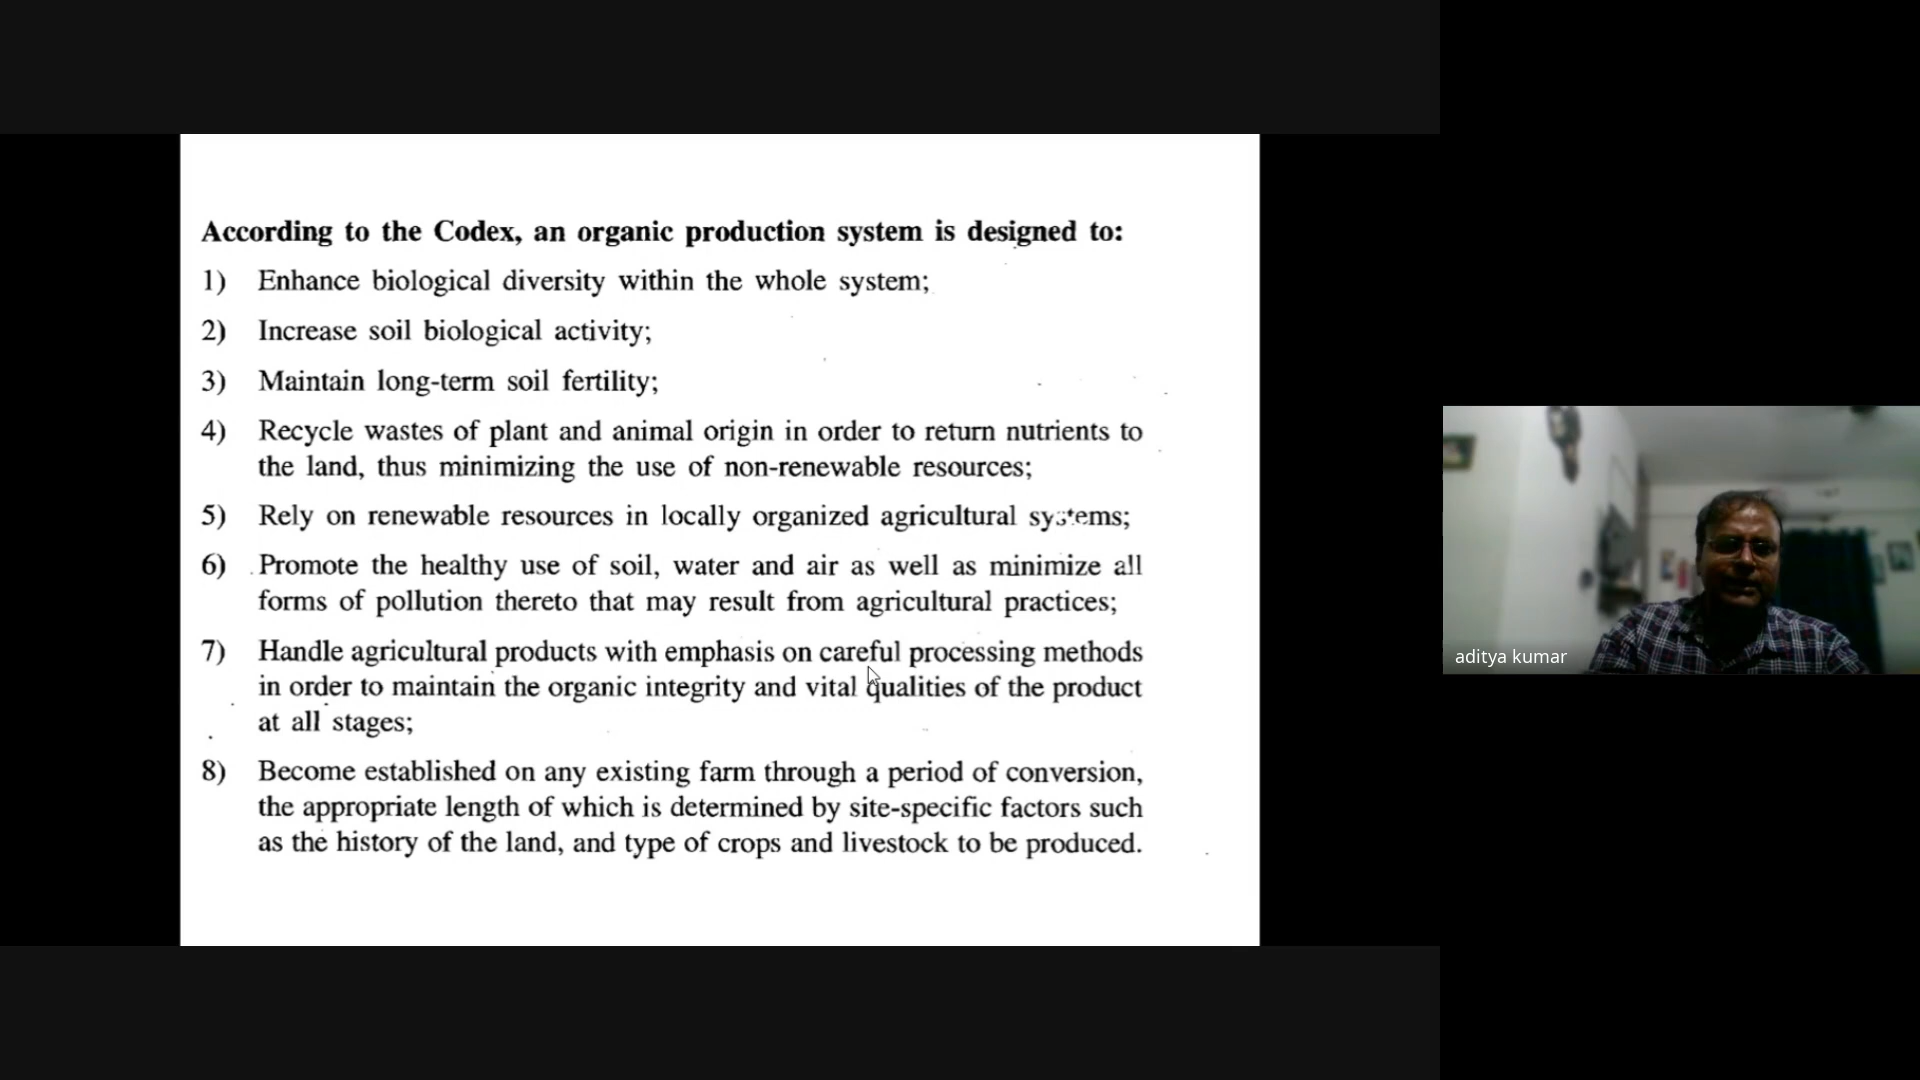 According to the Codex, an organic production system is designed to:
1) Enhance biological diversity within the whole system;
2) Increase soil biological activity;
3) Maintain long-term soil fertility;
4) Recycle wastes of plant and animal origin in order to return nutrients to
the land, thus minimizing the use of non-renewable resources;
5) Rely on renewable resources in locally organized agricultural systems;
6) Promote the healthy use of soil, water and air as well as minimize all
forms of pollution thereto that may result from agricultural practices;
7) Handle agricultural products with emphasis on careful processing methods
in order to maintain the organic integrity and vital qualities of the product
at all stages;
8) Become established on any existing farm through a period of conversion,
the appropriate length of which is determined by site-specific factors such
as the history of the land, and type of crops and livestock to be produced.
aditya kumar